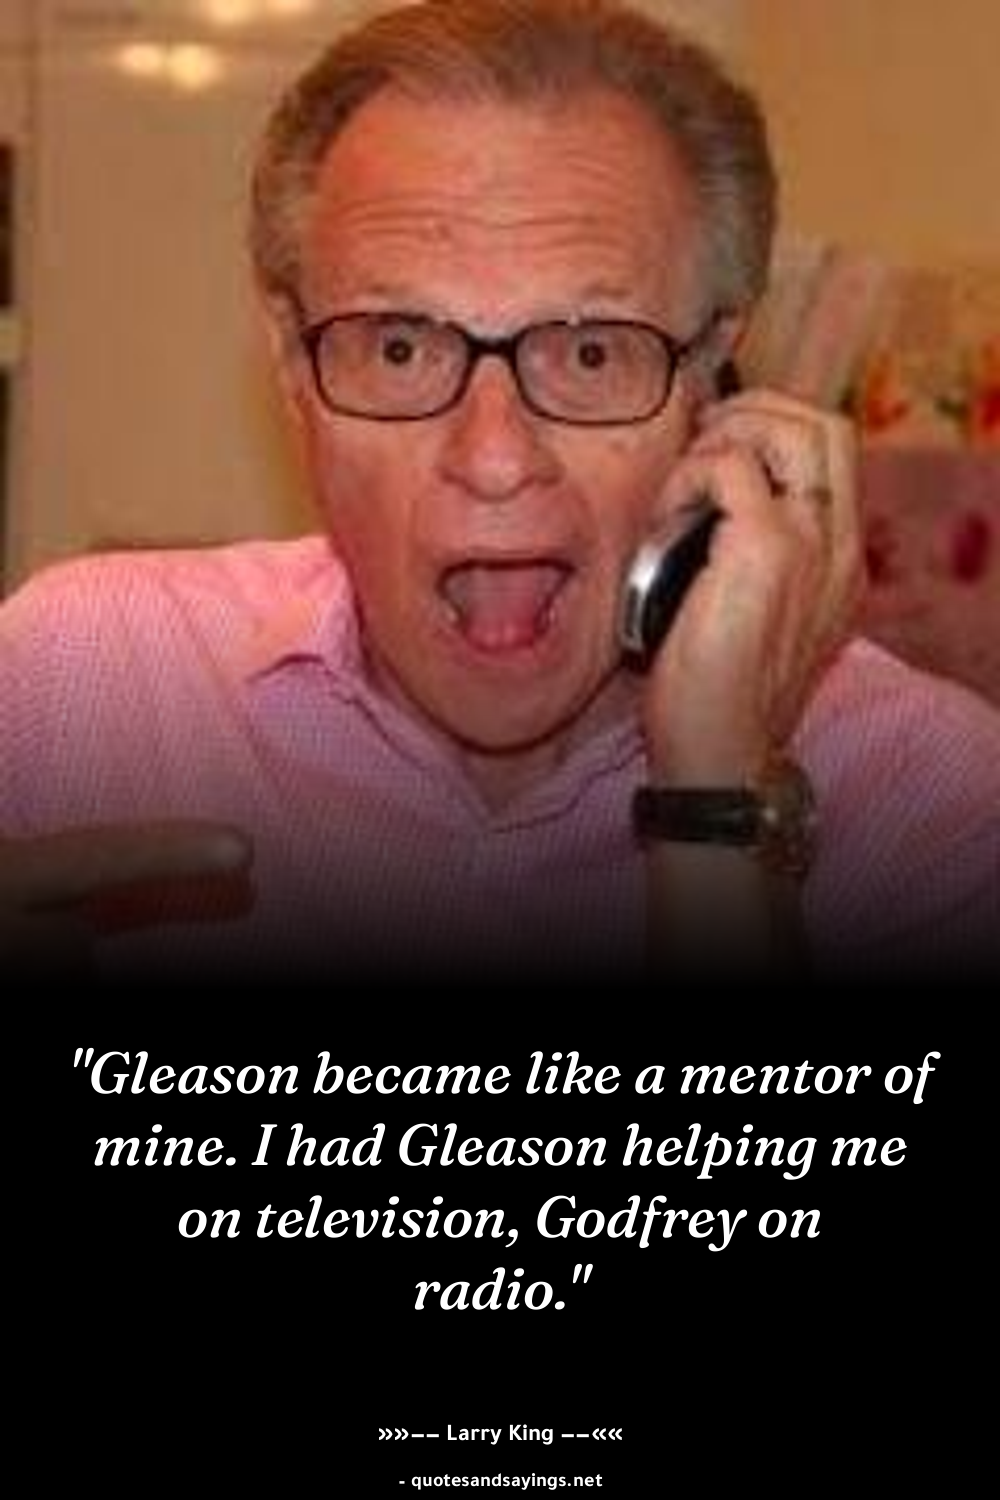 "Gleason became like a mentor of
mine. I had Gleason helping me
on television, Godfrey on
radio."
»»-- Larry King --««
- quotesandsayings.net